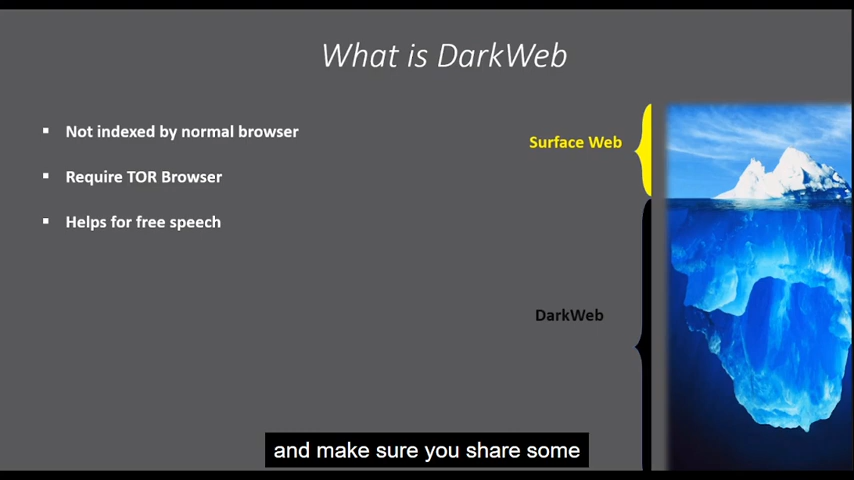 What is DarkWeb
Not indexed by normal browser
Require TOR Browser
Helps for free speech
Surface Web
DarkWeb
and make sure you share some